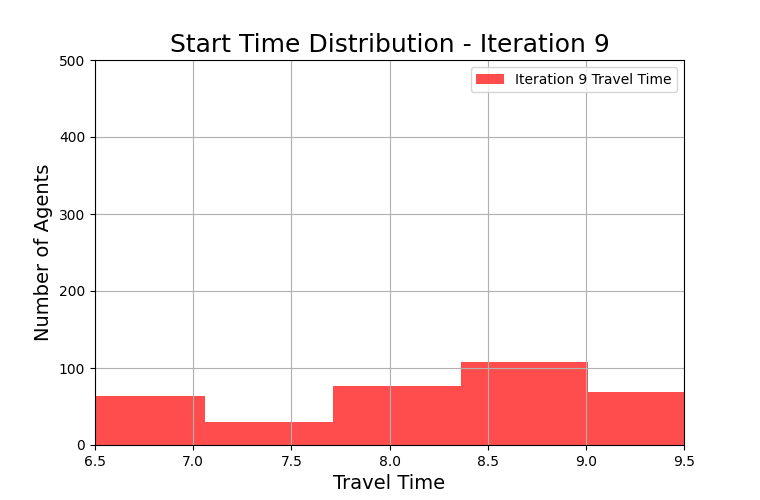 Start Time Distribution - Iteration 9
Iteration 9 Travel Time
Number of Agents
500
400
300
200
100
0
6.5 7.0 7.5 8.0 8.5 9.0 9.5
Travel Time